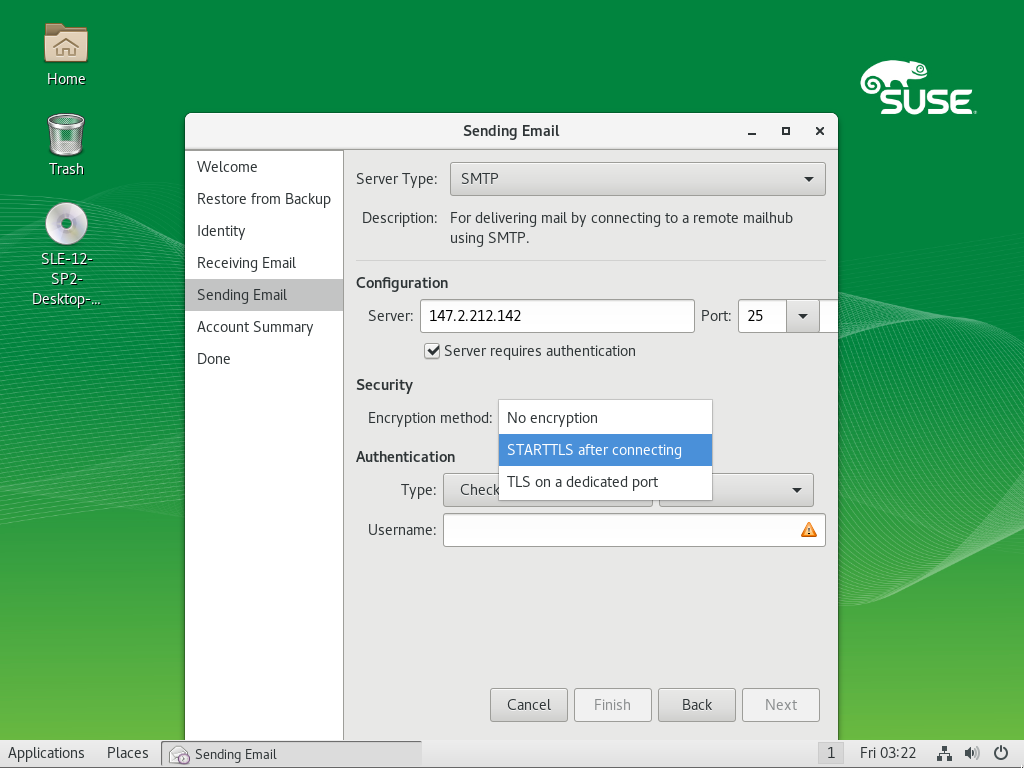 Home
Trash
SLE-12-
SP2-
Desktop-...
SUSE
Sending Email
Welcome
Restore from Backup
Identity
Receiving Email
Sending Email
Account Summary
Done
Server Type: SMTP
Description: For delivering mail by connecting to a remote mailhub
using SMTP.
Configuration
Server: 147.2.212.142 Port: 25
Server requires authentication
Security
Encryption method: No encryption
STARTTLS after connecting
TLS on a dedicated port
Authentication
Type: Check
Username:
Cancel Finish Back Next
Applications Places Sending Email 1 Fri 03:22